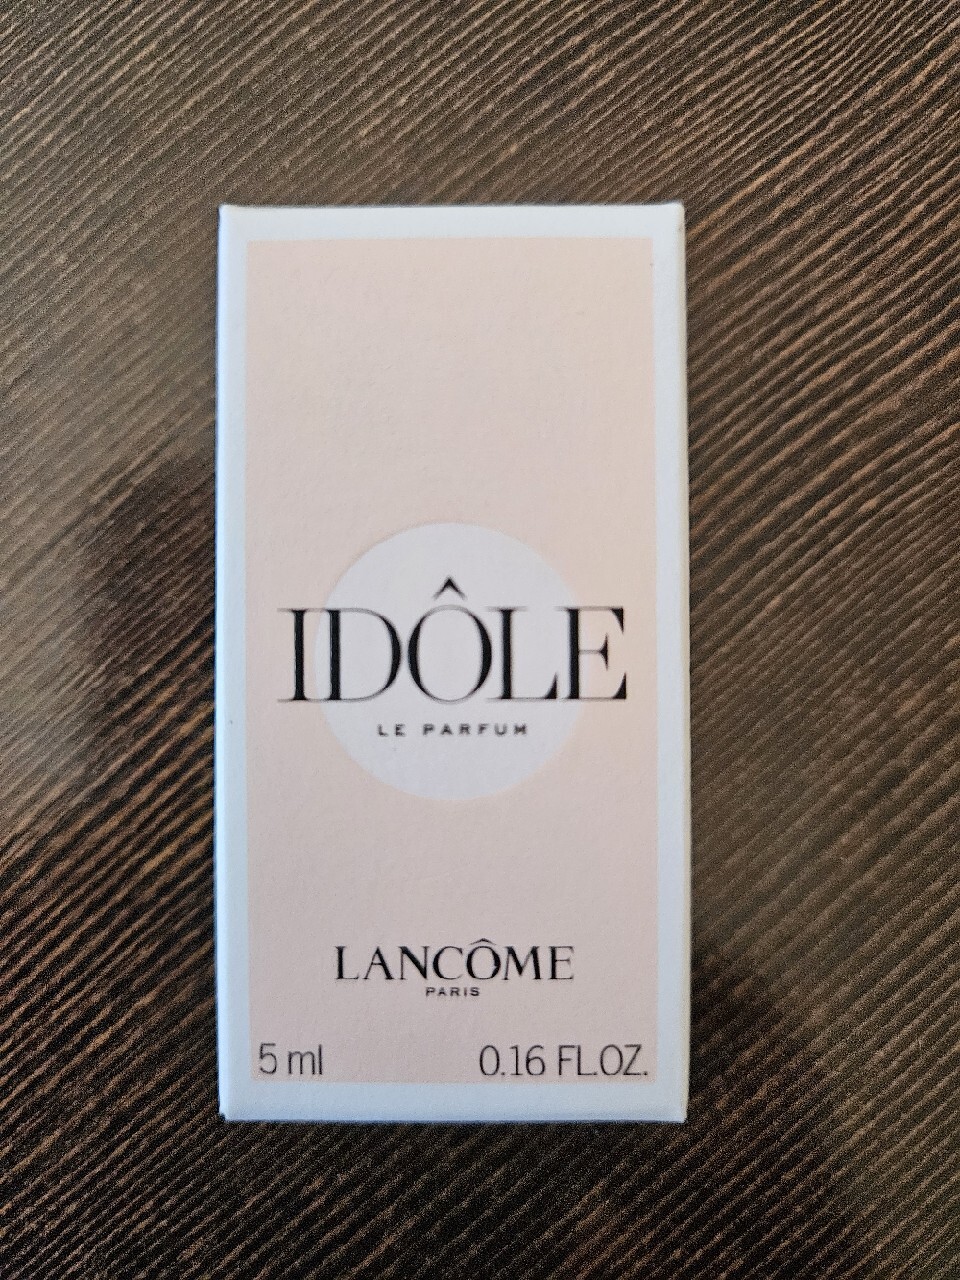 IDÔLE
LE PARFUM
LANCÔME
PARIS
5 ml 0.16 FL.OZ.